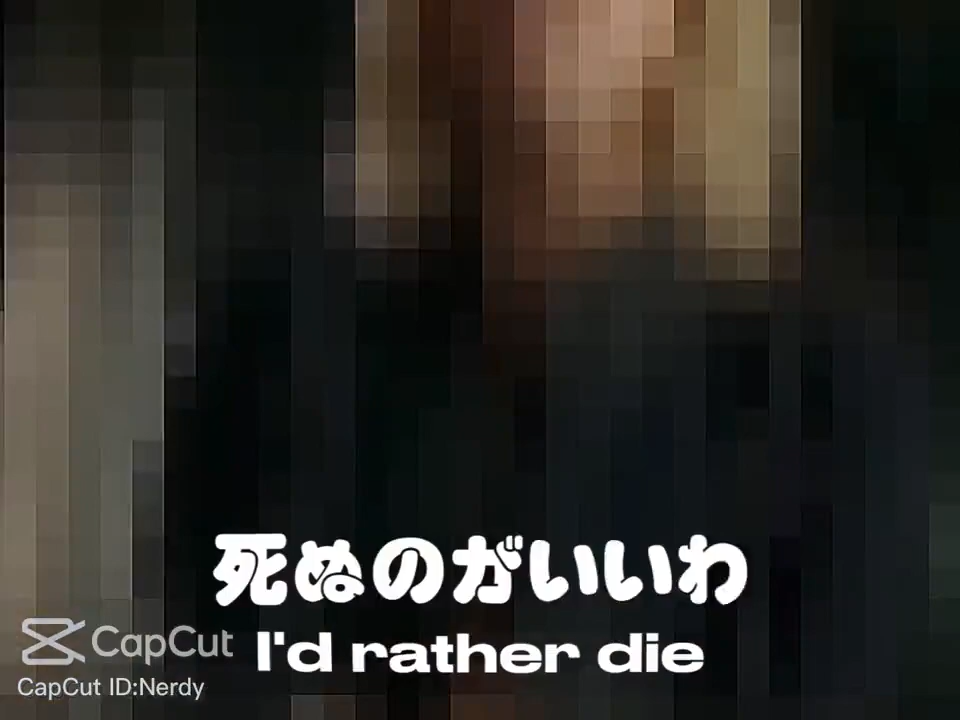 死ぬのがいいわ
I'd rather die
CapCut
CapCut ID:Nerdy